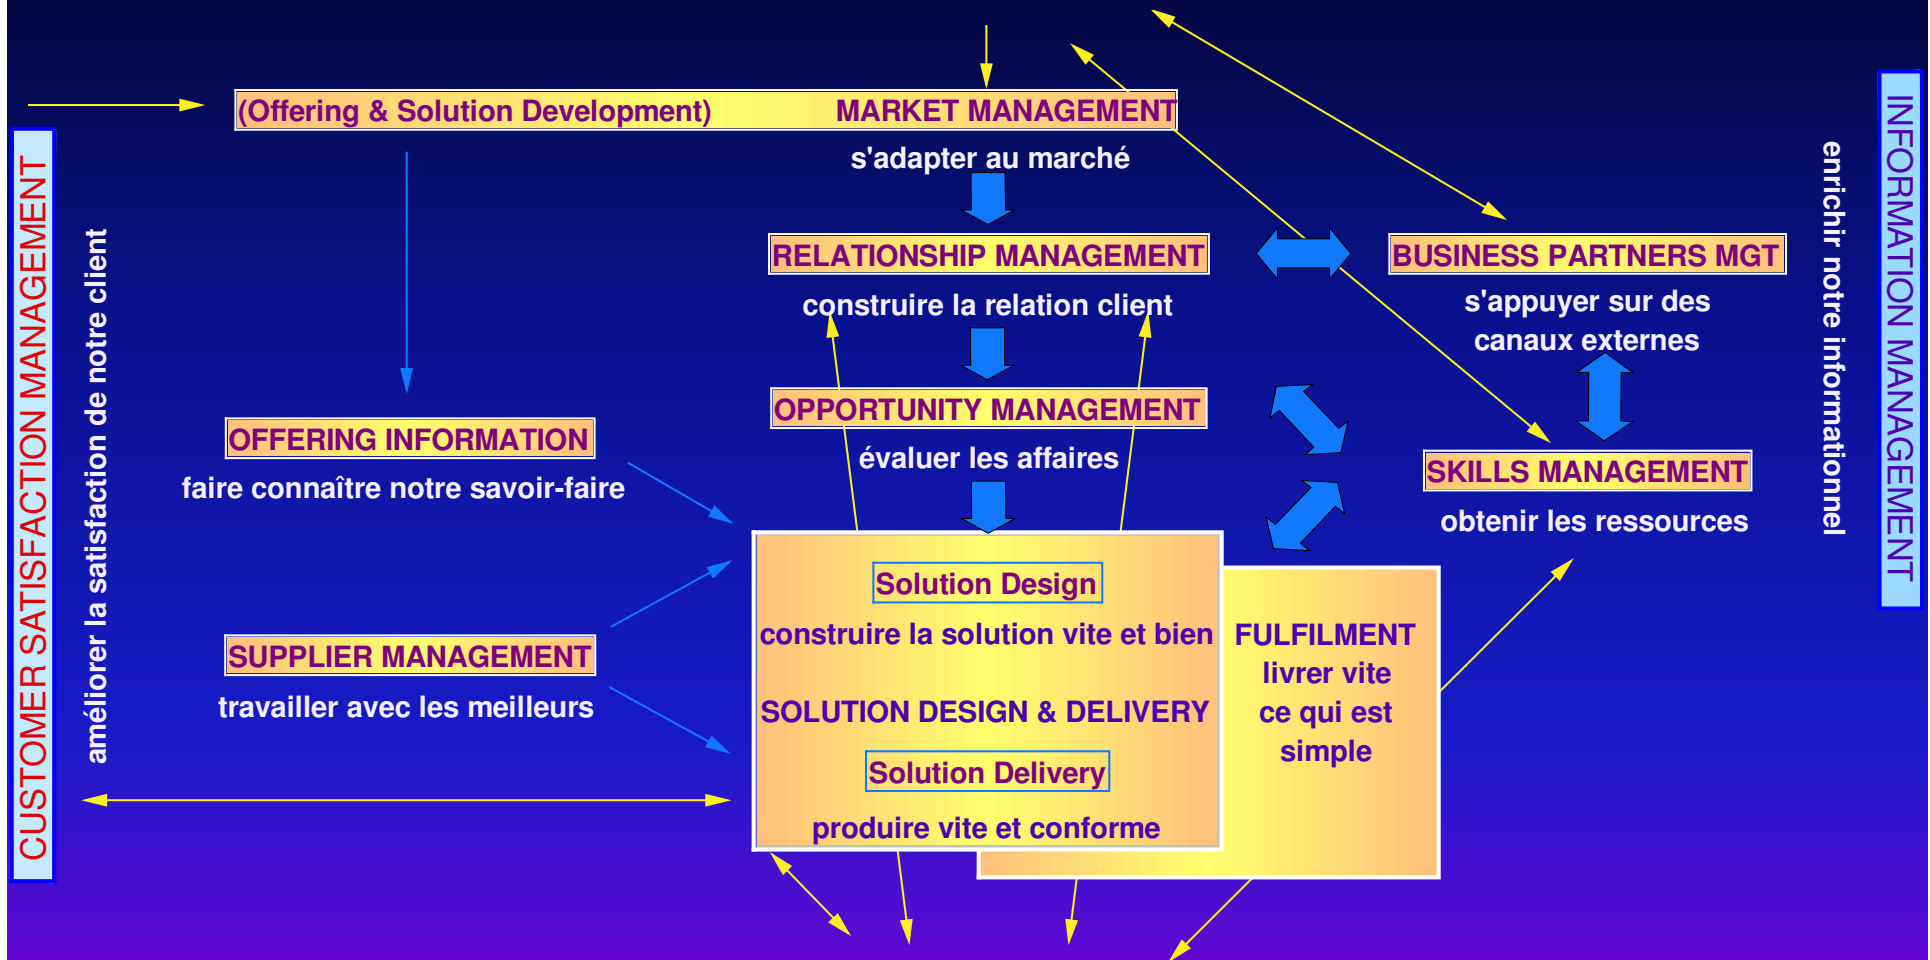 (Offering & Solution Development) MARKET MANAGEMENT
s'adapter au marché
CUSTOMER SATISFACTION MANAGEMENT
améliorer la satisfaction de notre client
RELATIONSHIP MANAGEMENT
construire la relation client
BUSINESS PARTNERS MGT
s'appuyer sur des
canaux externes
enrichir notre informationnel
INFORMATION MANAGEMENT
OPPORTUNITY MANAGEMENT
évaluer les affaires
OFFERING INFORMATION
faire connaître notre savoir-faire
SKILLS MANAGEMENT
obtenir les ressources
SUPPLIER MANAGEMENT
travailler avec les meilleurs
Solution Design
construire la solution vite et bien
SOLUTION DESIGN & DELIVERY
Solution Delivery
produire vite et conforme
FULFILMENT
livrer vite
ce qui est
simple